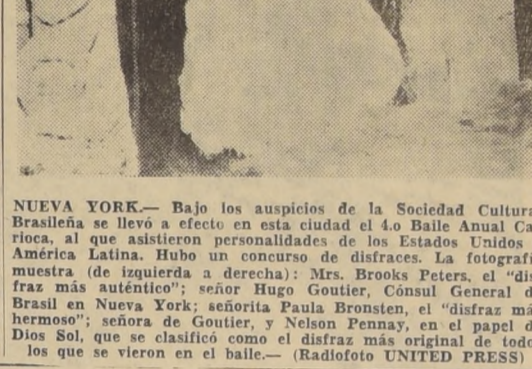 NUEVA YORK.— Bajo los auspicios de la Sociedad Cultura
Brasileña se llevó a efecto en esta ciudad el 4.o Baile Anual Ca
rioca, al que asistieron personalidades de los Estados Unidos
América Latina. Hubo un concurso de disfraces. La fotografí
muestra (de izquierda a derecha): Mrs. Brooks Peters, el "dis
fraz más auténtico"; señor Hugo Goutier, Cónsul General d
Brasil en Nueva York; señorita Paula Bronsten, el "disfraz má
hermoso"; señora de Goutier, y Nelson Pennay, en el papel d
Dios Sol, que se clasificó como el disfraz más original de todo
los que se vieron en el baile.— (Radiofoto UNITED PRESS)